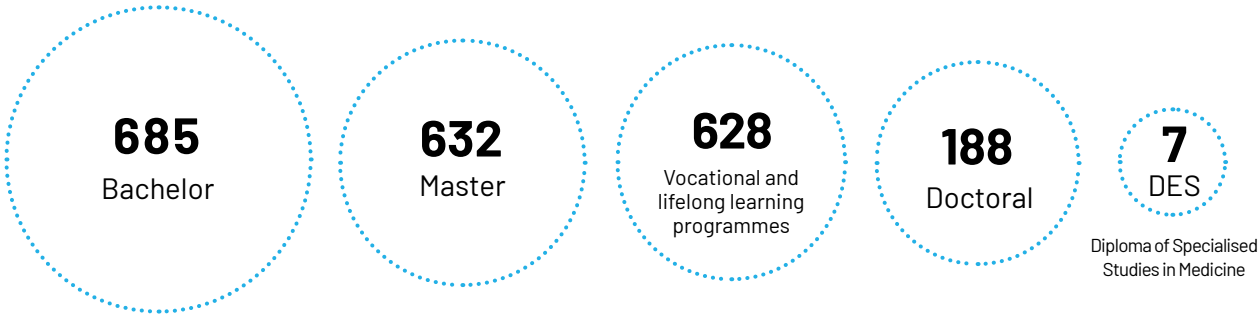 685
Bachelor
632
Master
628
Vocational and
lifelong learning
programmes
188
Doctoral
7
DES
Diploma of Specialised
Studies in Medicine